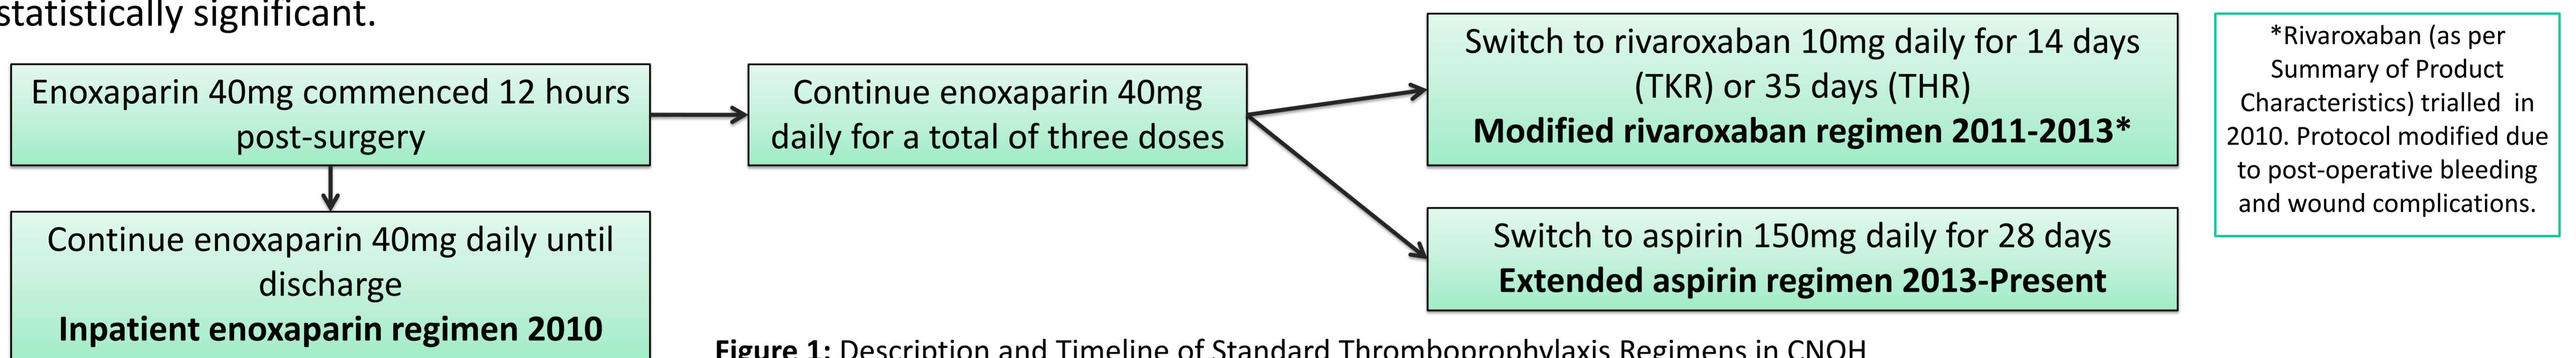 statistically significant.
Enoxaparin 40mg commenced 12 hours
post-surgery
Continue enoxaparin 40mg daily until
discharge
Inpatient enoxaparin regimen 2010
Continue enoxaparin 40mg
daily for a total of three doses
Switch to rivaroxaban 10mg daily for 14 days
(TKR) or 35 days (THR)
Modified rivaroxaban regimen 2011-2013*
Switch to aspirin 150mg daily for 28 days
Extended aspirin regimen 2013-Present
*Rivaroxaban (as per
Summary of Product
Characteristics) trialled in
2010. Protocol modified due
to post-operative bleeding
and wound complications.
Figure 1: Description and Timeline of Standard Thromboprophylaxis Regimens in CNOH